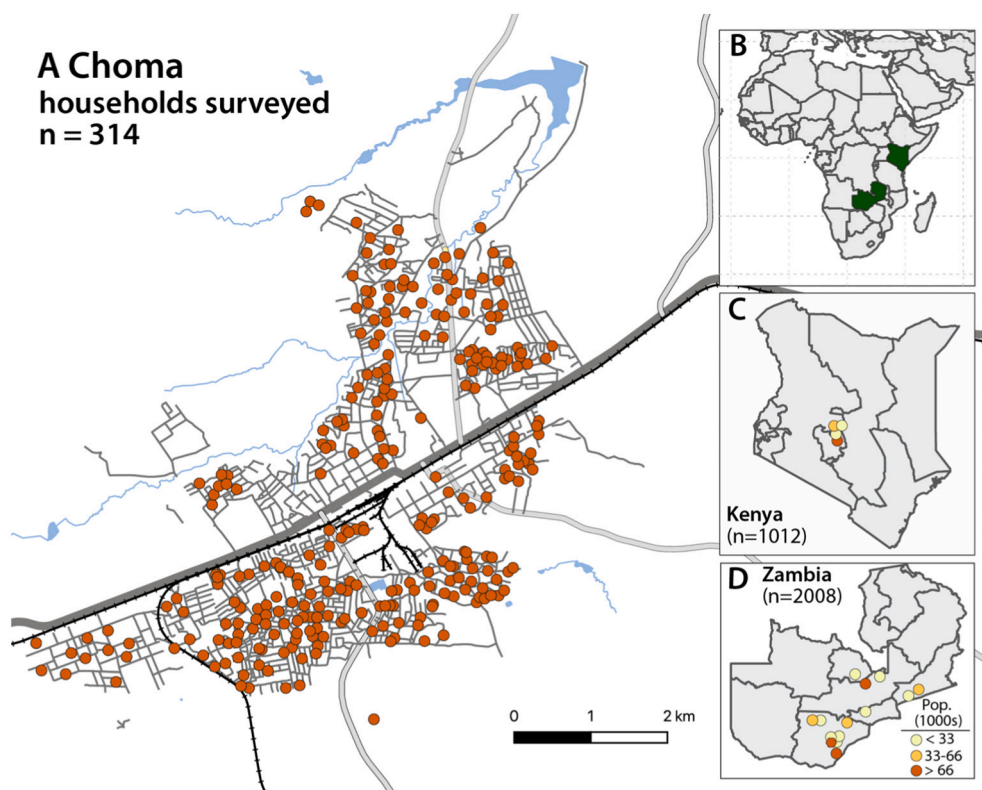 A Choma
households surveyed
n = 314
0 1 2 km
B
C
Kenya
(n=1012)
D Zambia
(n=2008)
Pop.
(1000s)
< 33
33-66
> 66